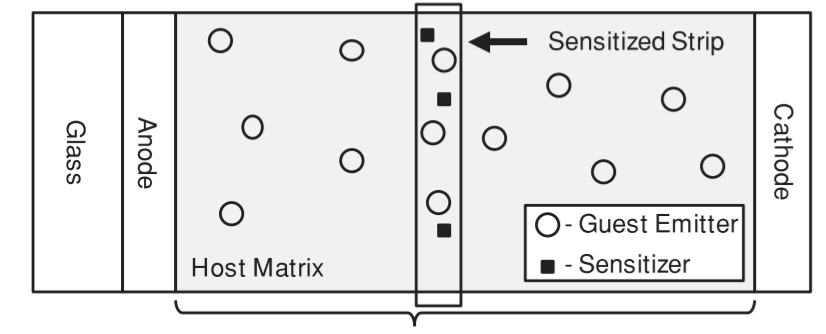 Glass
Anode
Sensitized Strip
Cathode
Host Matrix
- Guest Emitter
- Sensitizer